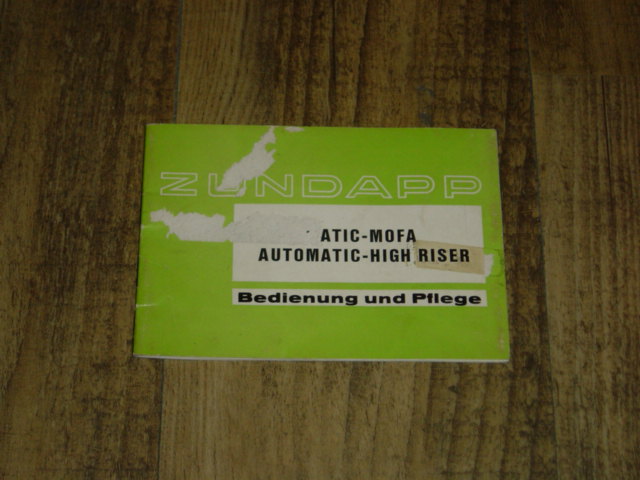 ZUNDAPP
ATIC-MOFA
AUTOMATIC-HIGH RISER
Bedienung und Pflege